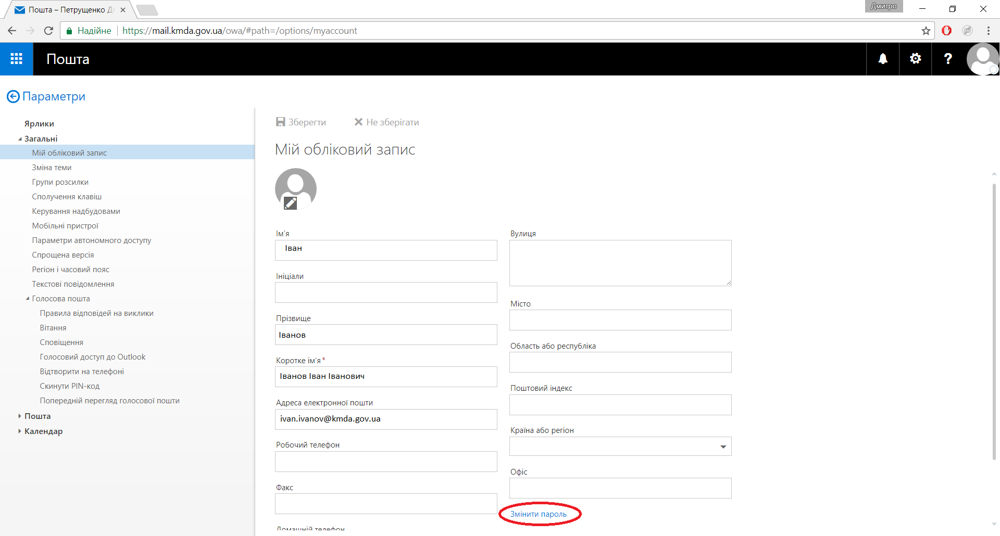 Пошта – Петрущенко Д
Дмитро
Надійне
https://mail.kmda.gov.ua/owa/#path=/options/myaccount
Пошта
?
Параметри
Ярлики
Загальні
Мій обліковий запис
Зміна теми
Групи розсилки
Сполучення клавіш
Керування надбудовами
Мобільні пристрої
Параметри автономного доступу
Спрощена версія
Регіон і часовий пояс
Текстові повідомлення
Голосова пошта
Правила відповідей на виклики
Вітання
Сповіщення
Голосовий доступ до Outlook
Відтворити на телефоні
Скинути PIN-код
Попередній перегляд голосової пошти
Пошта
Календар
Зберегти
Не зберігати
Мій обліковий запис
Ім'я
Іван
Ініціали
Прізвище
Іванов
Коротке ім'я*
Іванов Іван Іванович
Адреса електронної пошти
ivan.ivanov@kmda.gov.ua
Робочий телефон
Факс
Домашній телефон
Вулиця
Місто
Область або республіка
Поштовий індекс
Країна або регіон
Офіс
Змінити пароль